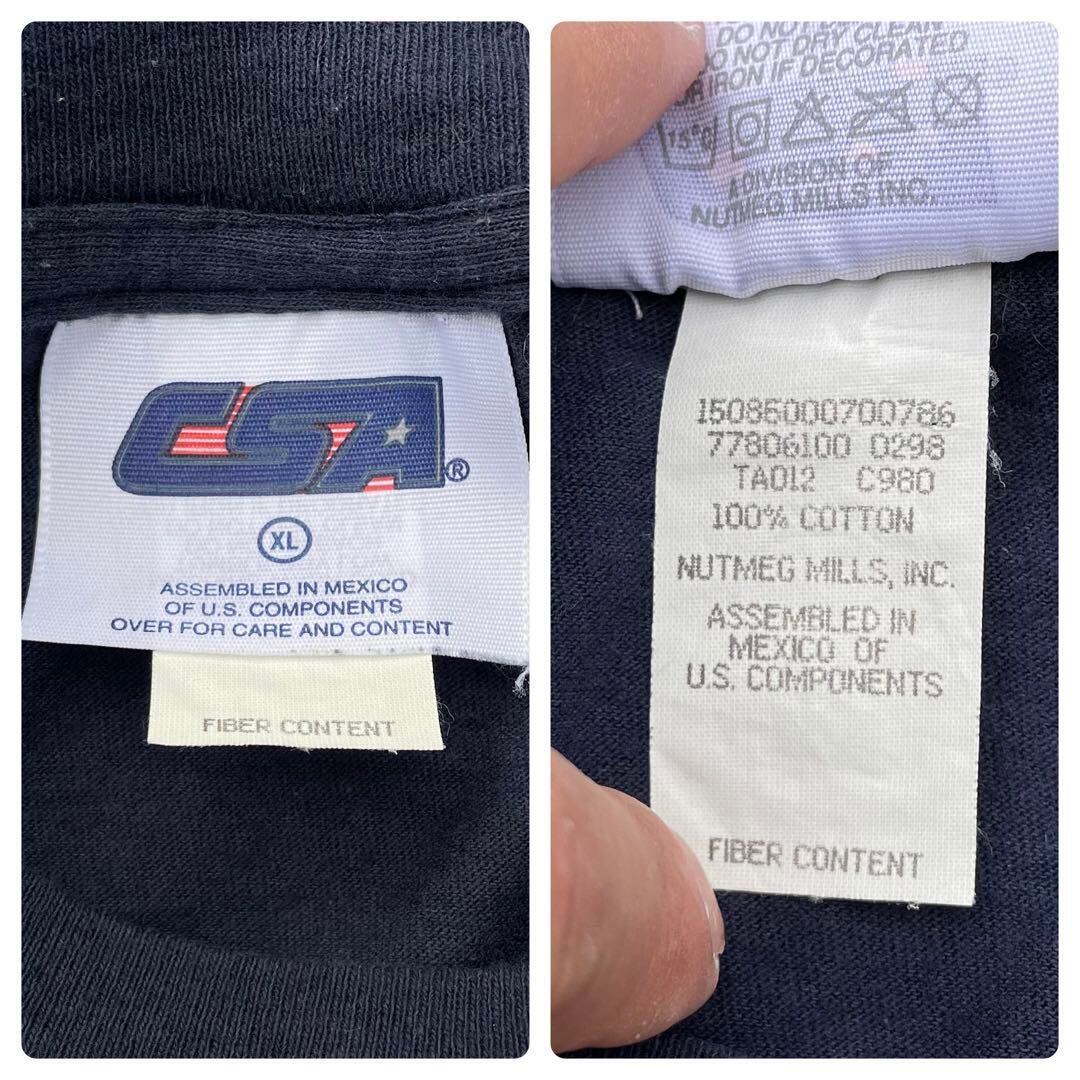 CSA®
XL
ASSEMBLED IN MEXICO
OF U.S. COMPONENTS
OVER FOR CARE AND CONTENT
FIBER CONTENT
DO NOT
DO NOT DRY CLEAN
OR IRON IF DECORATED
A DIVISION OF
NUTMEG MILLS INC.
15085000700786
77806100 0298
TA012 C980
100% COTTON
NUTMEG MILLS, INC.
ASSEMBLED IN
MEXICO OF
U.S. COMPONENTS
FIBER CONTENT